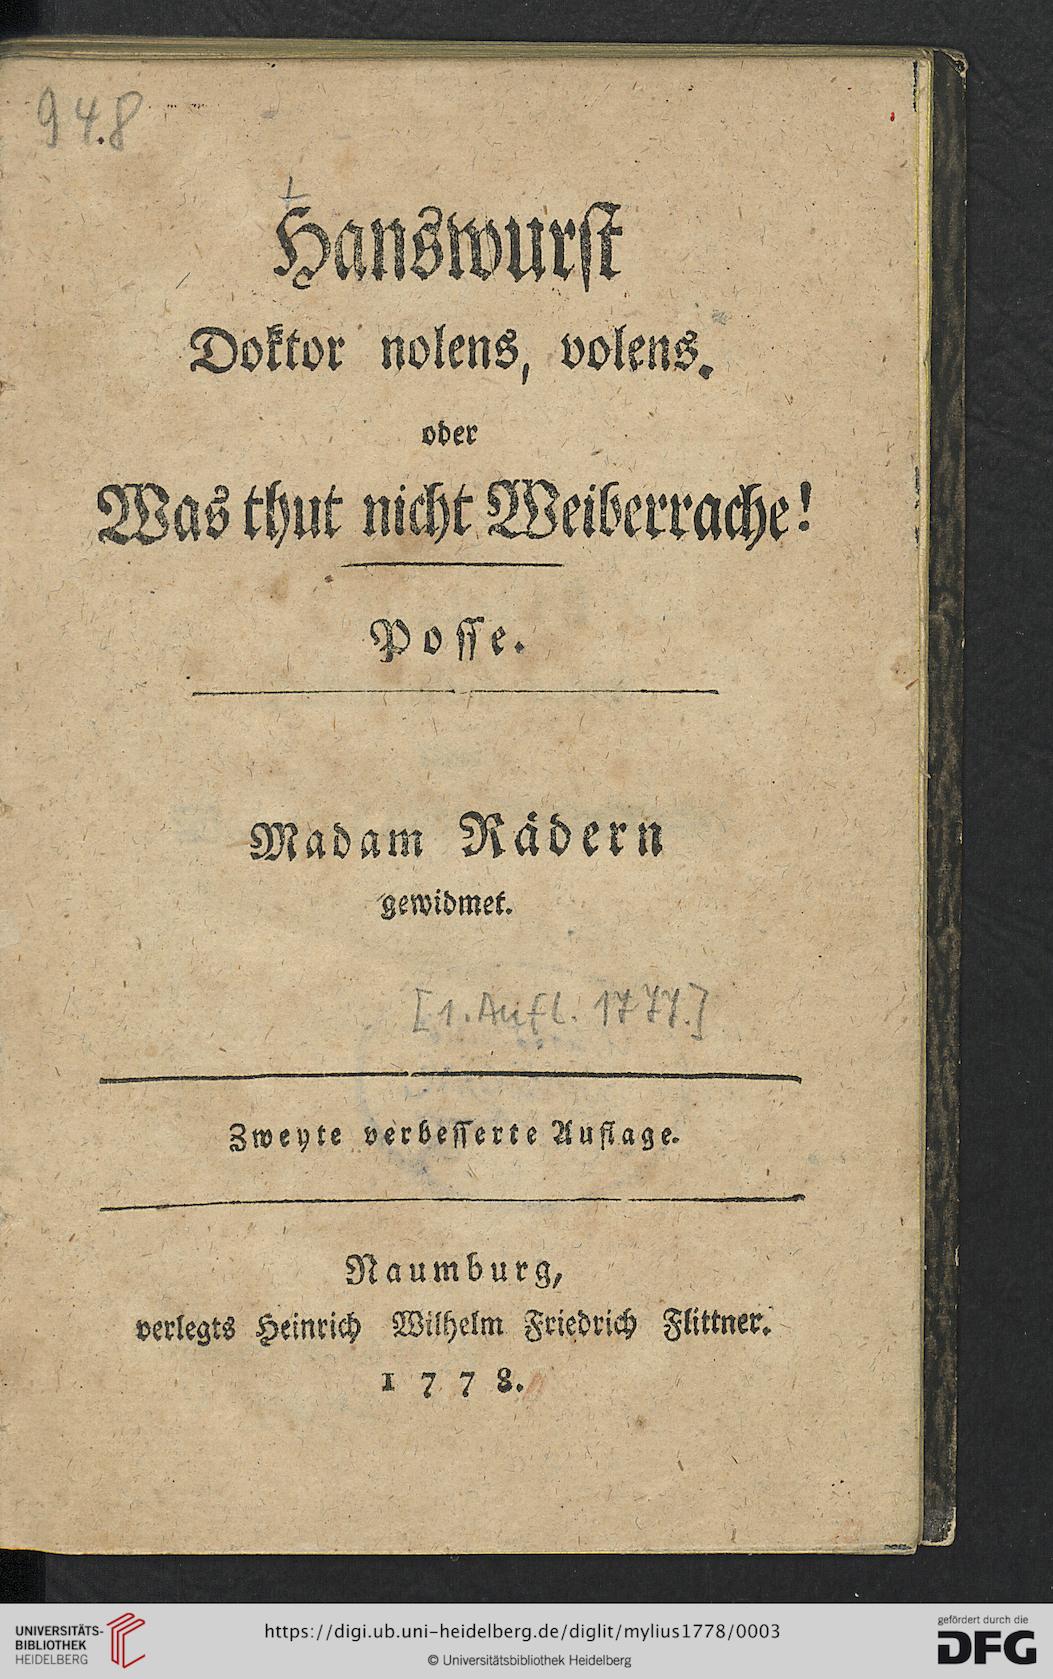 94.8
Hanswurst
Doktor nolens, volens.
oder
Was thut nicht Weiberrache!
Posse.
Madam Rädern
gewidmet.
[1. Aufl. 1777.]
Zweyte verbesserte Auflage.
Naumburg,
verlegts Heinrich Wilhelm Friedrich Flittner.
1778.
UNIVERSITÄTS-
BIBLIOTHEK
HEIDELBERG
https://digi.ub.uni-heidelberg.de/diglit/mylius1778/0003
© Universitätsbibliothek Heidelberg
gefördert durch die
DFG